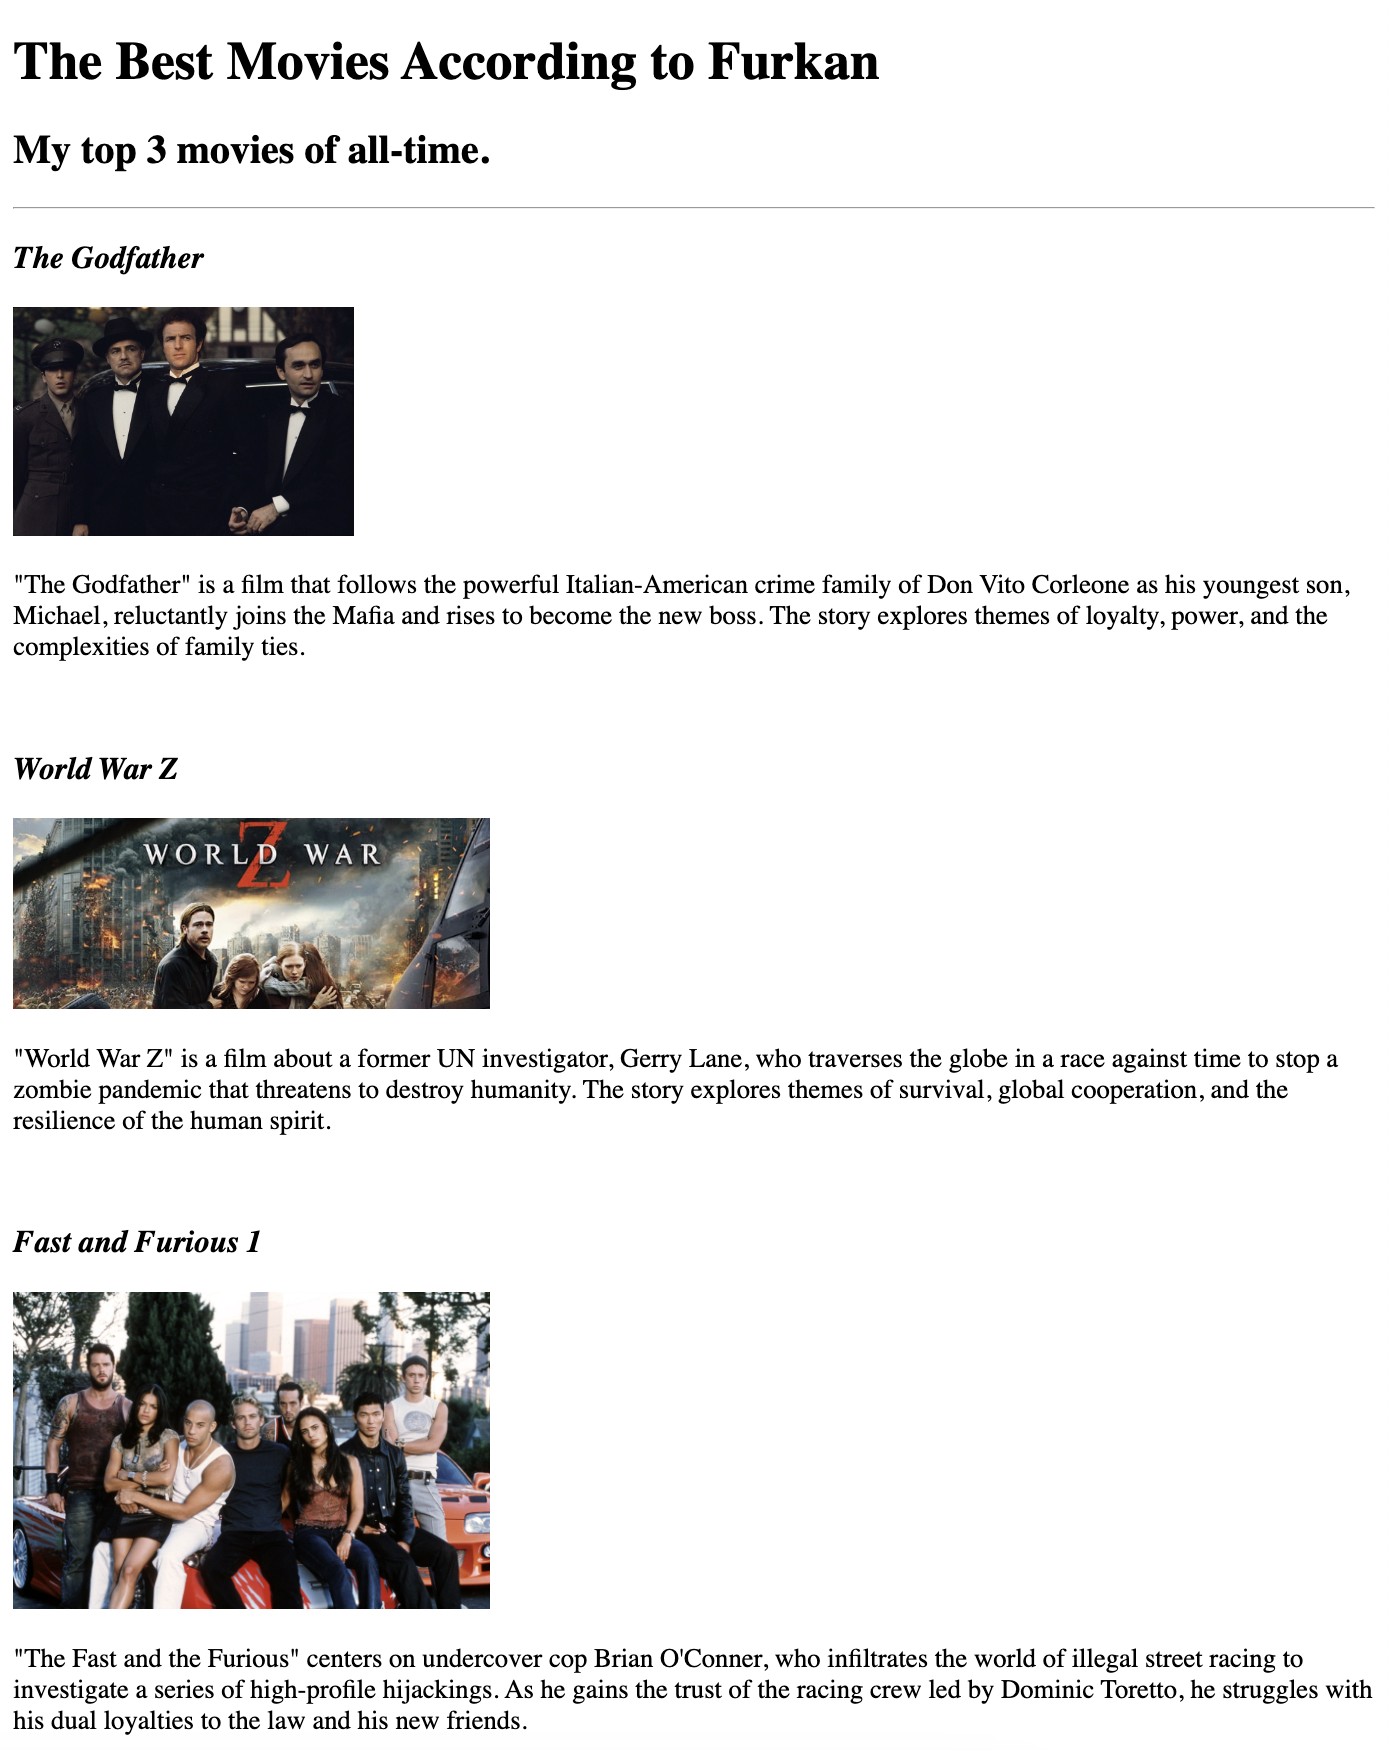 The Best Movies According to Furkan
My top 3 movies of all-time.
The Godfather
"The Godfather" is a film that follows the powerful Italian-American crime family of Don Vito Corleone as his youngest son,
Michael, reluctantly joins the Mafia and rises to become the new boss. The story explores themes of loyalty, power, and the
complexities of family ties.
World War Z
WORLD WAR
Z
"World War Z" is a film about a former UN investigator, Gerry Lane, who traverses the globe in a race against time to stop a
zombie pandemic that threatens to destroy humanity. The story explores themes of survival, global cooperation, and the
resilience of the human spirit.
Fast and Furious 1
"The Fast and the Furious" centers on undercover cop Brian O'Conner, who infiltrates the world of illegal street racing to
investigate a series of high-profile hijackings. As he gains the trust of the racing crew led by Dominic Toretto, he struggles with
his dual loyalties to the law and his new friends.